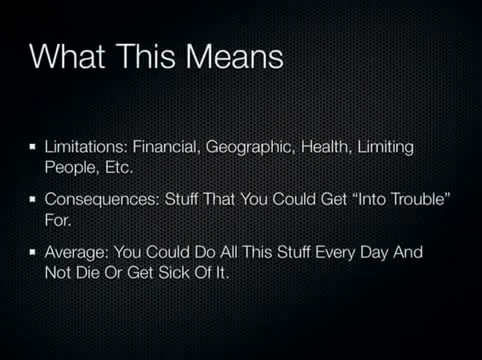 What This Means
Limitations: Financial, Geographic, Health, Limiting
People, Etc.
Consequences: Stuff That You Could Get “Into Trouble”
For.
Average: You Could Do All This Stuff Every Day And
Not Die Or Get Sick Of It.